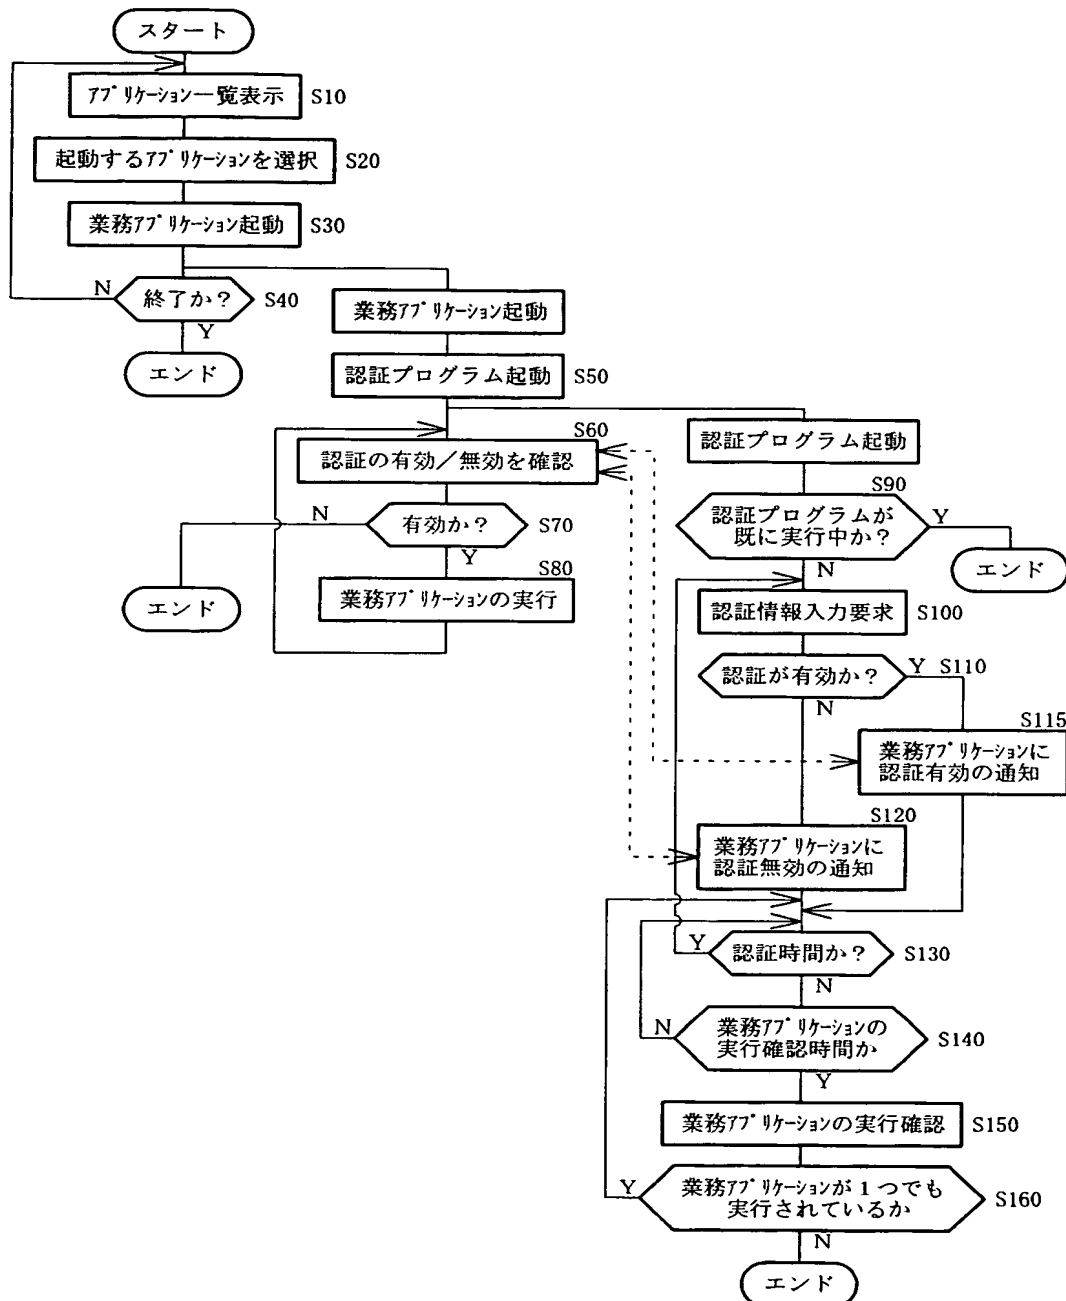 スタート
アプリケーション一覧表示 S10
起動するアプリケーションを選択 S20
業務アプリケーション起動 S30
終了か? S40
N
Y
エンド
業務アプリケーション起動
認証プログラム起動 S50
S60
認証の有効/無効を確認
有効か? S70
N
Y
エンド
S80
業務アプリケーションの実行
認証プログラム起動
S90
認証プログラムが
既に実行中か?
Y
N
エンド
認証情報入力要求 S100
認証が有効か?
Y S110
N
S115
業務アプリケーションに
認証有効の通知
S120
業務アプリケーションに
認証無効の通知
Y
認証時間か? S130
N
N
業務アプリケーションの
実行確認時間か
S140
Y
業務アプリケーションの実行確認 S150
Y
業務アプリケーションが1つでも
実行されているか
S160
N
エンド